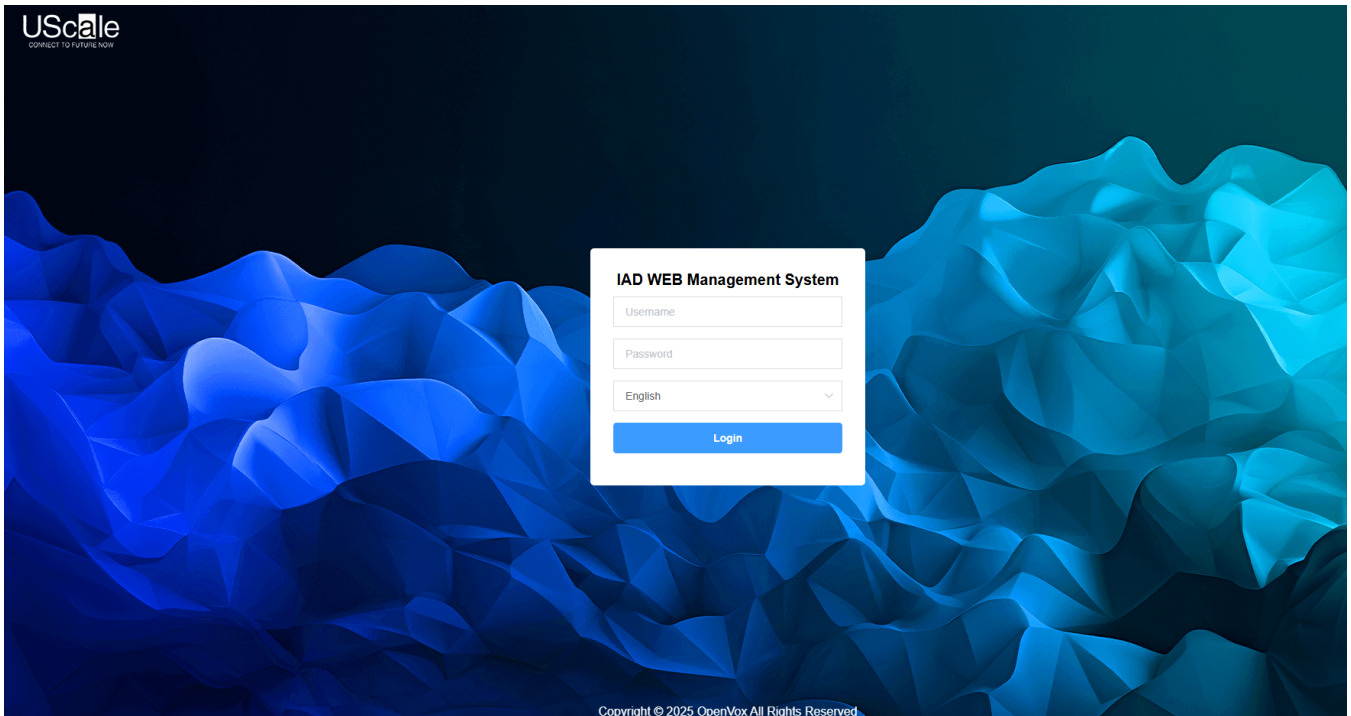 UScale
CONNECT TO FUTURE NOW
IAD WEB Management System
Username
Password
English
Login
Copyright © 2025 OpenVox All Rights Reserved